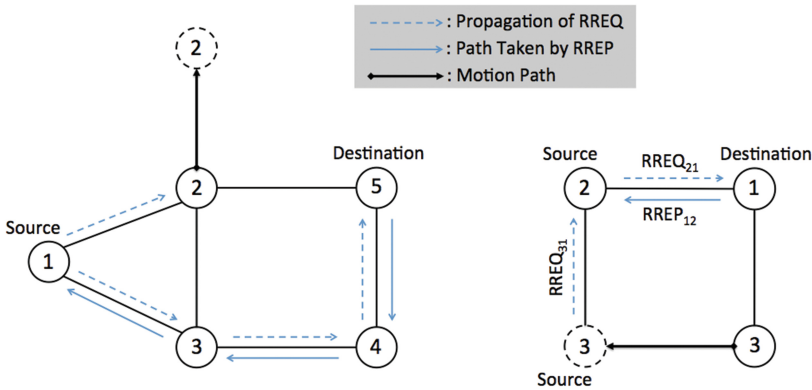 : Propagation of RREQ
: Path Taken by RREP
: Motion Path
2
Destination
2
5
Source
1
3
4
Source
Destination
2
RREQ21
1
RREP12
RREQ31
3
3
Source